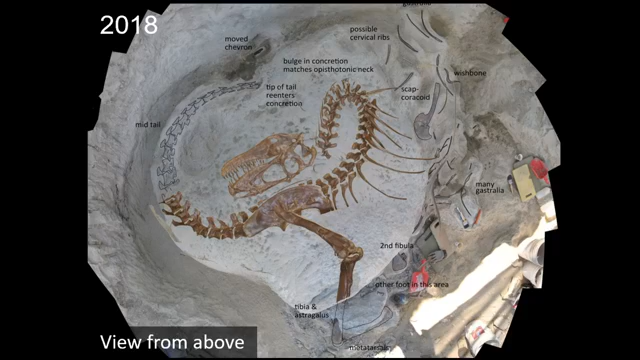 2018
gastralia
moved
chevron
possible
cervical ribs
bulge in concretion
matches opisthotonic neck
wishbone
tip of tail
reenters
concretion
scap-
coracoid
mid tail
many
gastralia
2nd fibula
other foot in this area
tibia &
astragalus
metatarsals
View from above